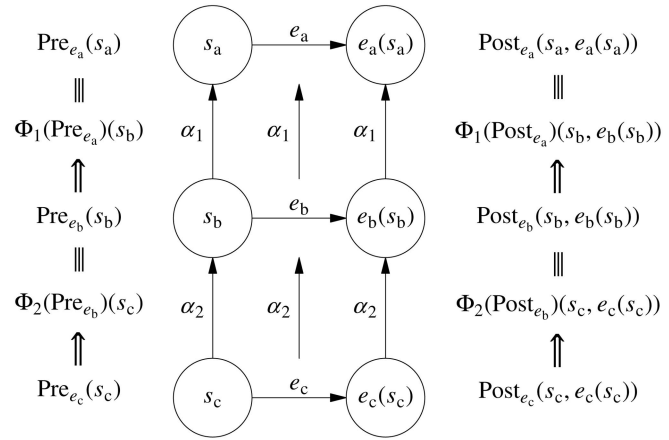 Pre_{e_a}(s_a) s_a e_a e_a(s_a) Post_{e_a}(s_a, e_a(s_a))
≡ ≡
Φ_1(Pre_{e_a})(s_b) α_1 α_1 α_1 Φ_1(Post_{e_a})(s_b, e_b(s_b))
⇑ ⇑
Pre_{e_b}(s_b) s_b e_b e_b(s_b) Post_{e_b}(s_b, e_b(s_b))
≡ ≡
Φ_2(Pre_{e_b})(s_c) α_2 α_2 α_2 Φ_2(Post_{e_b})(s_c, e_c(s_c))
⇑ ⇑
Pre_{e_c}(s_c) s_c e_c e_c(s_c) Post_{e_c}(s_c, e_c(s_c))